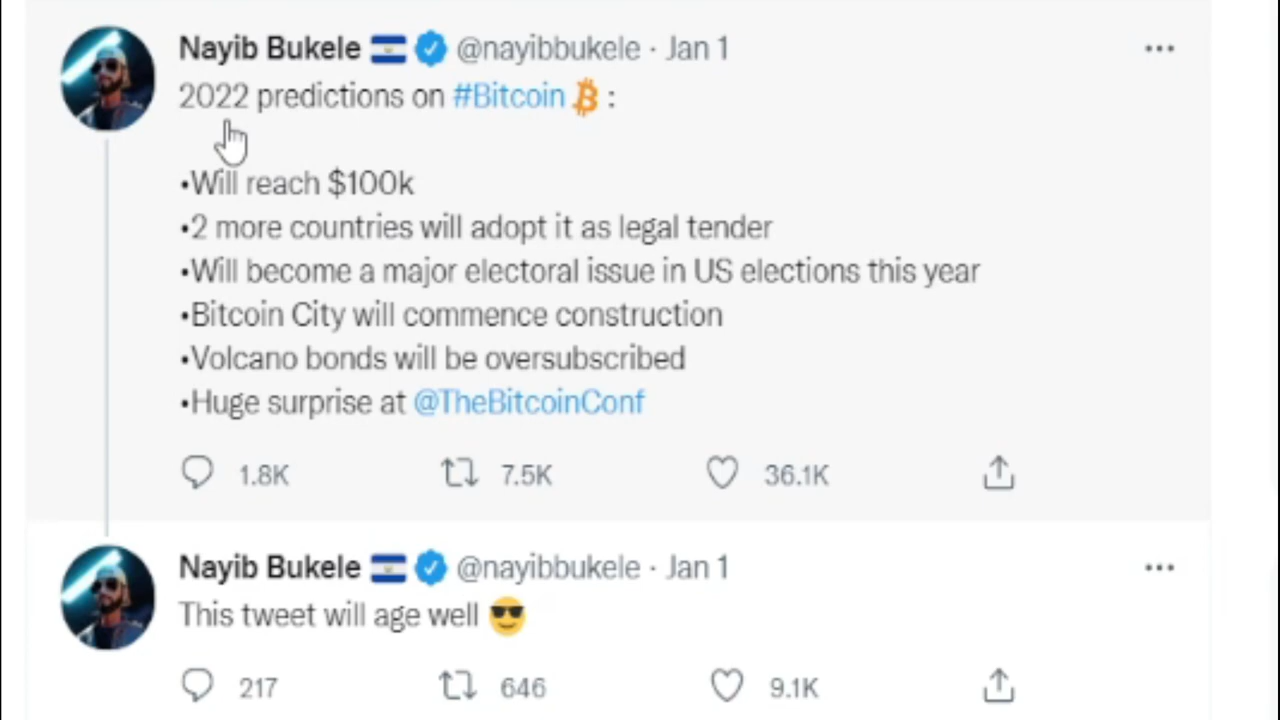 Nayib Bukele 🇸🇻 @nayibbukele · Jan 1
2022 predictions on #Bitcoin ₿ :
•Will reach $100k
•2 more countries will adopt it as legal tender
•Will become a major electoral issue in US elections this year
•Bitcoin City will commence construction
•Volcano bonds will be oversubscribed
•Huge surprise at @TheBitcoinConf
1.8K 7.5K 36.1K
Nayib Bukele 🇸🇻 @nayibbukele · Jan 1
This tweet will age well 😎
217 646 9.1K